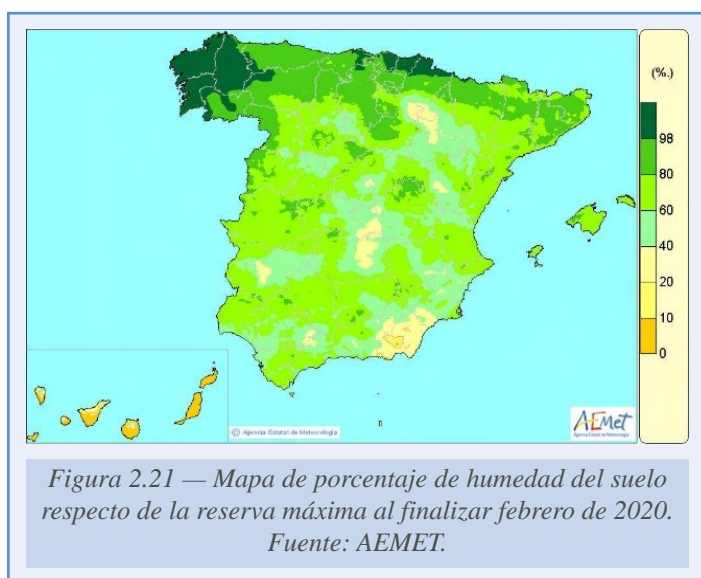 (%.)
98
80
60
40
20
10
0
© Agencia Estatal de Meteorología
AEMet
Agencia Estatal de Meteorología
Figura 2.21 — Mapa de porcentaje de humedad del suelo
respecto de la reserva máxima al finalizar febrero de 2020.
Fuente: AEMET.